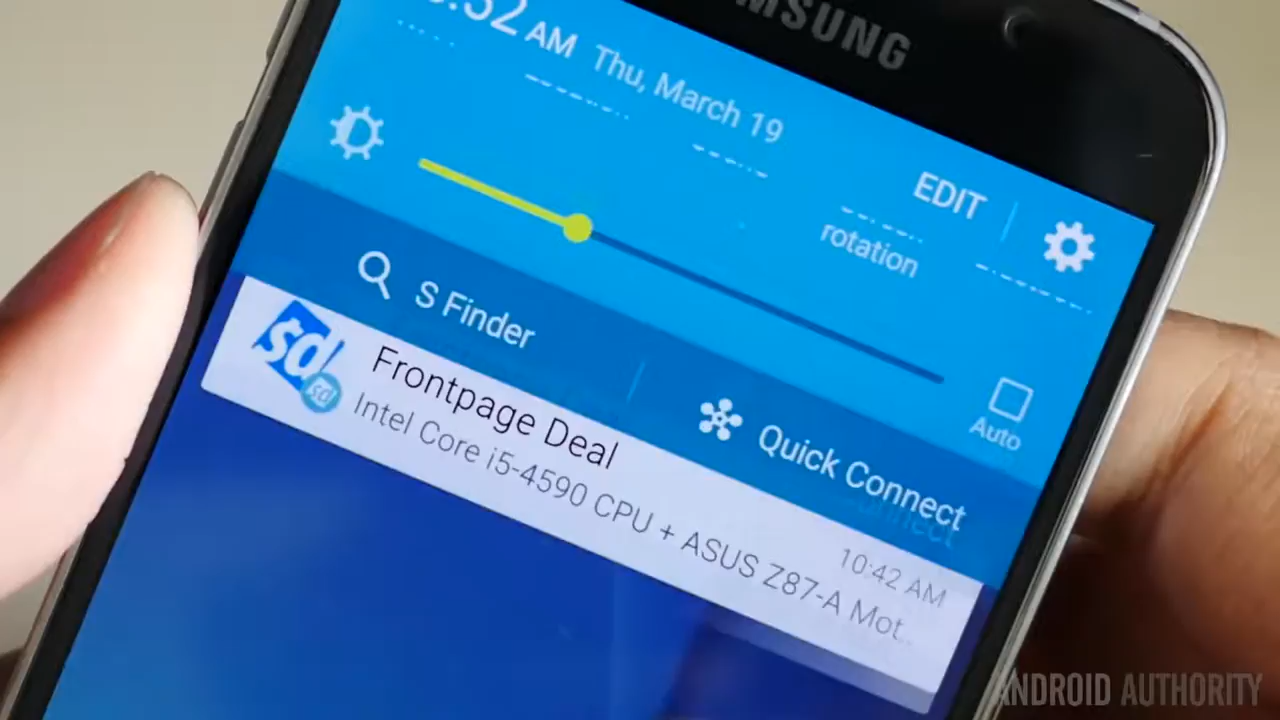 SAMSUNG
AM Thu, March 19
EDIT
rotation
S Finder
Quick Connect
Auto
sd
sd
Frontpage Deal
10:42 AM
Intel Core i5-4590 CPU + ASUS Z87-A Mot...
ANDROID AUTHORITY